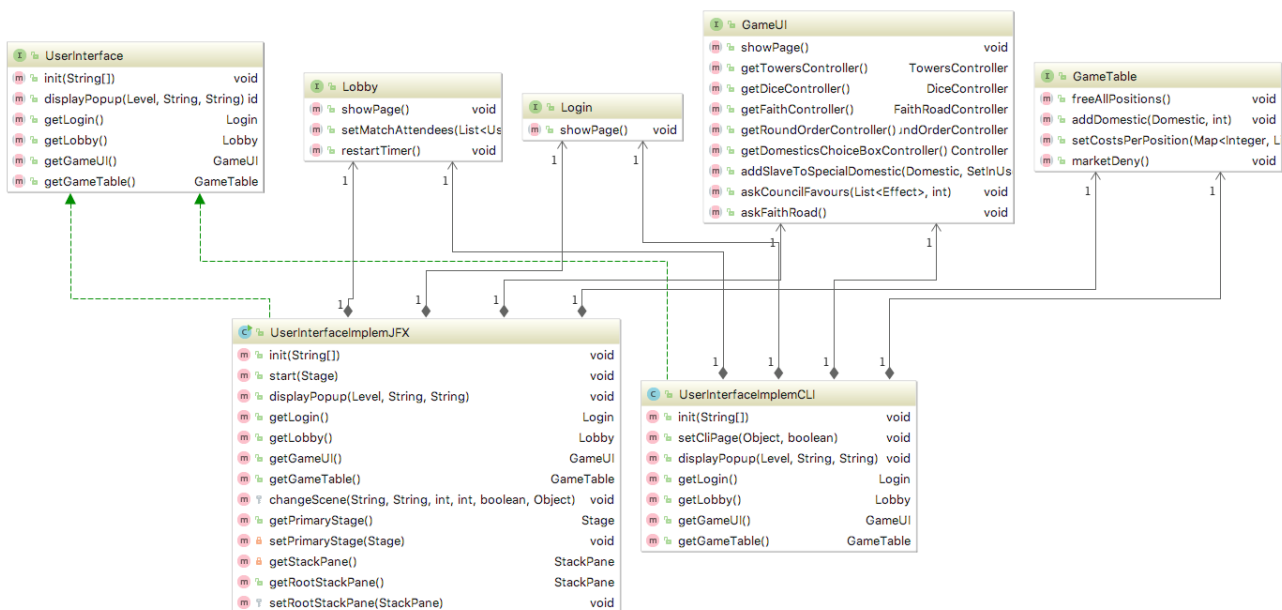 UserInterface
init(String[]) void
displayPopup(Level, String, String) id
getLogin() Login
getLobby() Lobby
getGameUI() GameUI
getGameTable() GameTable
Lobby
showPage() void
setMatchAttendees(List<Us
restartTimer() void
Login
showPage() void
GameUI
showPage() void
getTowersController() TowersController
getDiceController() DiceController
getFaithController() FaithRoadController
getRoundOrderController() ındOrderController
getDomesticsChoiceBoxController() Controller
addSlaveToSpecialDomestic(Domestic, SetInUs
askCouncilFavours(List<Effect>, int) void
askFaithRoad() void
GameTable
freeAllPositions() void
addDomestic(Domestic, int) void
setCostsPerPosition(Map<Integer, L
marketDeny() void
1 1 1 1 1 1 1 1
1 1 1 1
1 1 1 1
UserInterfaceImplemJFX
init(String[]) void
start(Stage) void
displayPopup(Level, String, String) void
getLogin() Login
getLobby() Lobby
getGameUI() GameUI
getGameTable() GameTable
changeScene(String, String, int, int, boolean, Object) void
getPrimaryStage() Stage
setPrimaryStage(Stage) void
getStackPane() StackPane
getRootStackPane() StackPane
setRootStackPane(StackPane) void
UserInterfaceImplemCLI
init(String[]) void
setCliPage(Object, boolean) void
displayPopup(Level, String, String) void
getLogin() Login
getLobby() Lobby
getGameUI() GameUI
getGameTable() GameTable